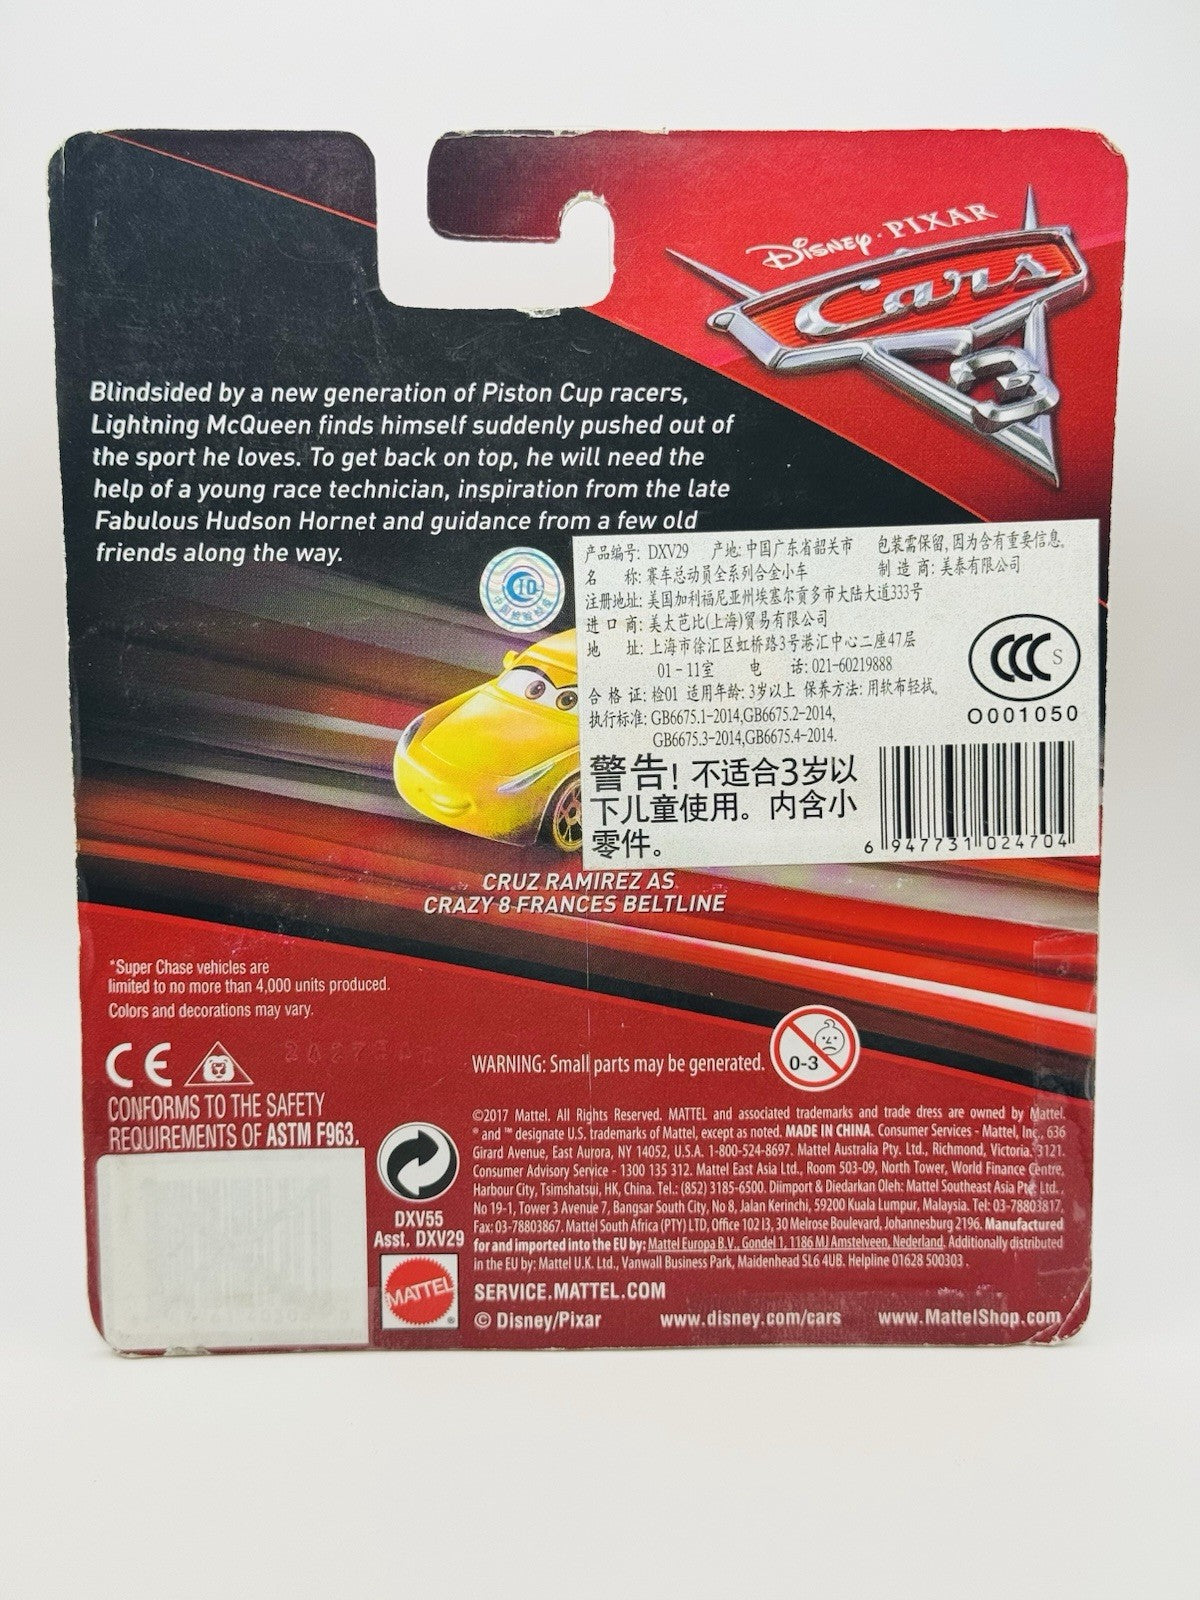 Disney·PIXAR
Cars
3
Blindsided by a new generation of Piston Cup racers,
Lightning McQueen finds himself suddenly pushed out of
the sport he loves. To get back on top, he will need the
help of a young race technician, inspiration from the late
Fabulous Hudson Hornet and guidance from a few old
friends along the way.
CIQ
中国检验检疫
产品编号: DXV29 产地: 中国广东省韶关市 包装需保留,因为含有重要信息.
名 称: 赛车总动员全系列合金小车 制 造 商: 美泰有限公司
注册地址: 美国加利福尼亚州埃塞尔贡多市大陆大道333号
进 口 商: 美太芭比(上海)贸易有限公司
地 址: 上海市徐汇区虹桥路3号港汇中心二座47层
01-11室 电 话: 021-60219888
合 格 证: 检01 适用年龄: 3岁以上 保养方法: 用软布轻拭.
执行标准: GB6675.1-2014,GB6675.2-2014,
GB6675.3-2014,GB6675.4-2014.
CCC S
O001050
警告! 不适合3岁以
下儿童使用。内含小
零件。
6 947731 024704
CRUZ RAMIREZ AS
CRAZY 8 FRANCES BELTLINE
*Super Chase vehicles are
limited to no more than 4,000 units produced.
Colors and decorations may vary.
CE
CONFORMS TO THE SAFETY
REQUIREMENTS OF ASTM F963.
WARNING: Small parts may be generated.
0-3
©2017 Mattel. All Rights Reserved. MATTEL and associated trademarks and trade dress are owned by Mattel.
® and ™ designate U.S. trademarks of Mattel, except as noted. MADE IN CHINA. Consumer Services - Mattel, Inc., 636
Girard Avenue, East Aurora, NY 14052, U.S.A. 1-800-524-8697. Mattel Australia Pty. Ltd., Richmond, Victoria. 3121.
Consumer Advisory Service - 1300 135 312. Mattel East Asia Ltd., Room 503-09, North Tower, World Finance Centre,
Harbour City, Tsimshatsui, HK, China. Tel.: (852) 3185-6500. Diimport & Diedarkan Oleh: Mattel Southeast Asia Pte. Ltd.,
No 19-1, Tower 3 Avenue 7, Bangsar South City, No 8, Jalan Kerinchi, 59200 Kuala Lumpur, Malaysia. Tel: 03-78803817,
Fax: 03-78803867. Mattel South Africa (PTY) LTD, Office 102 I3, 30 Melrose Boulevard, Johannesburg 2196. Manufactured
for and imported into the EU by: Mattel Europa B.V., Gondel 1, 1186 MJ Amstelveen, Nederland. Additionally distributed
in the EU by: Mattel U.K. Ltd., Vanwall Business Park, Maidenhead SL6 4UB. Helpline 01628 500303.
DXV55
Asst. DXV29
MATTEL®
SERVICE.MATTEL.COM
© Disney/Pixar www.disney.com/cars www.MattelShop.com